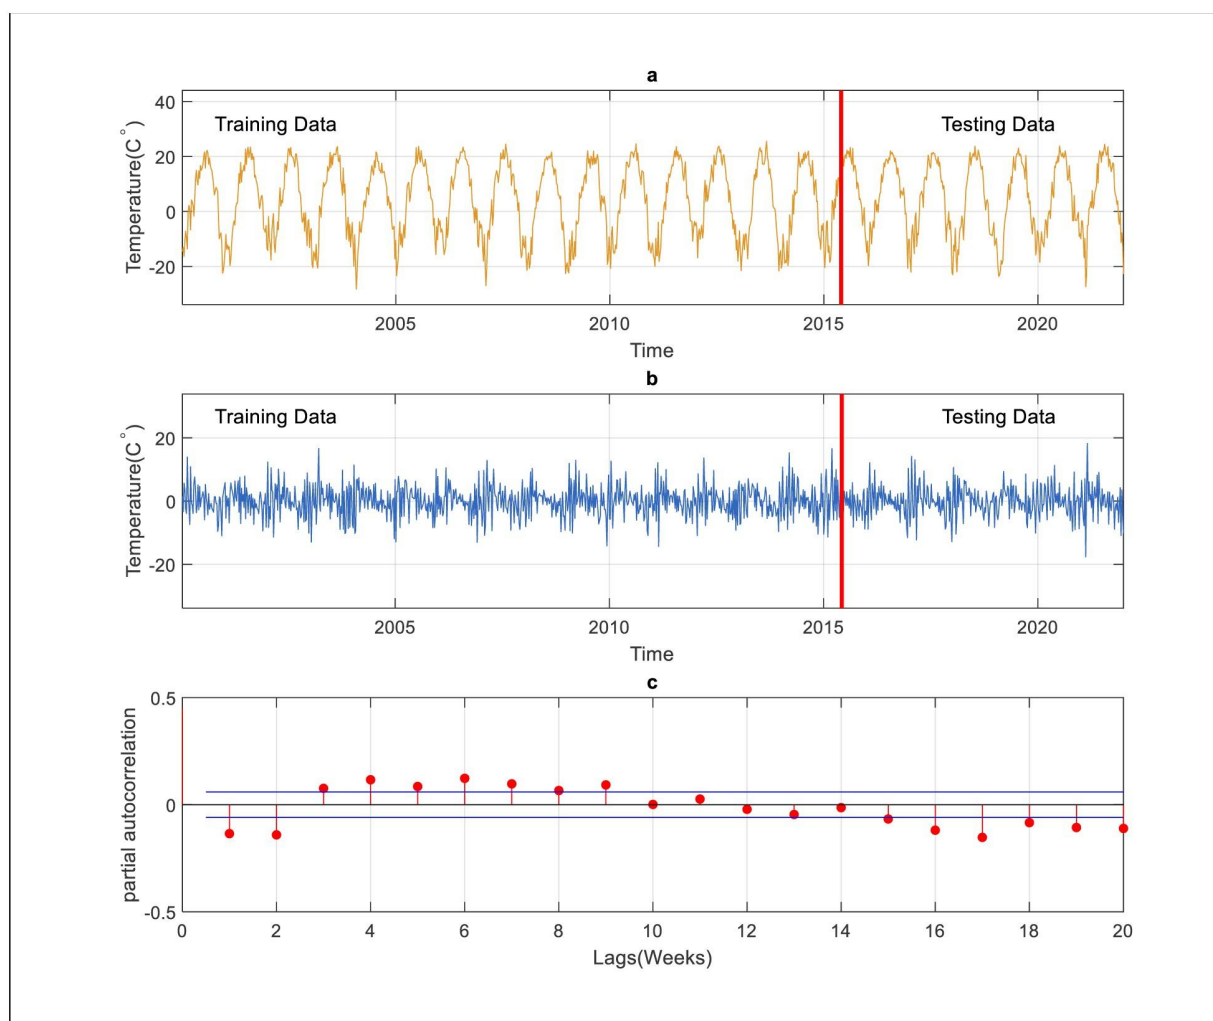 a
Training Data Testing Data
Temperature(C°)
40
20
0
-20
2005 2010 2015 2020
Time
b
Training Data Testing Data
Temperature(C°)
20
0
-20
2005 2010 2015 2020
Time
c
partial autocorrelation
0.5
0
-0.5
0 2 4 6 8 10 12 14 16 18 20
Lags(Weeks)